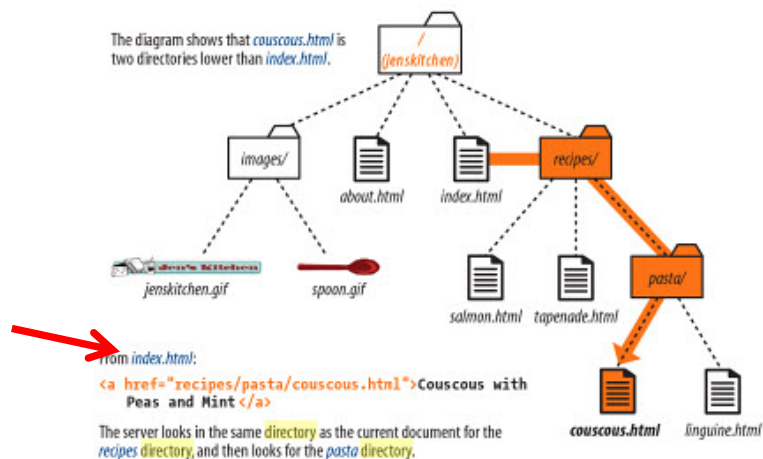 The diagram shows that couscous.html is
two directories lower than index.html.
/
(jenskitchen)
images/
about.html
index.html
recipes/
Jen's Kitchen
jenskitchen.gif
spoon.gif
salmon.html
tapenade.html
pasta/
couscous.html
linguine.html
From index.html:
<a href="recipes/pasta/couscous.html">Couscous with
Peas and Mint</a>
The server looks in the same directory as the current document for the
recipes directory, and then looks for the pasta directory.